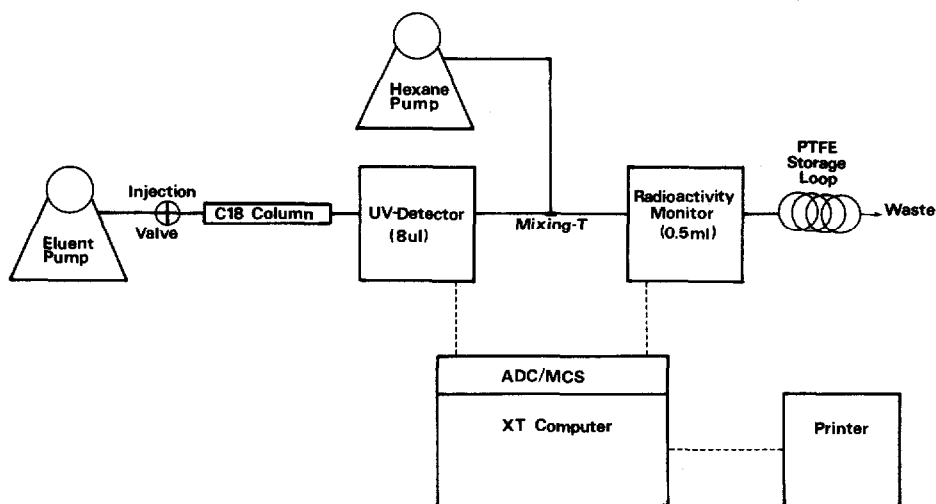 Hexane
Pump
Injection
Valve
Eluent
Pump
C18 Column
UV-Detector
(8ul)
Mixing-T
Radioactivity
Monitor
(0.5ml)
PTFE
Storage
Loop
Waste
ADC/MCS
XT Computer
Printer